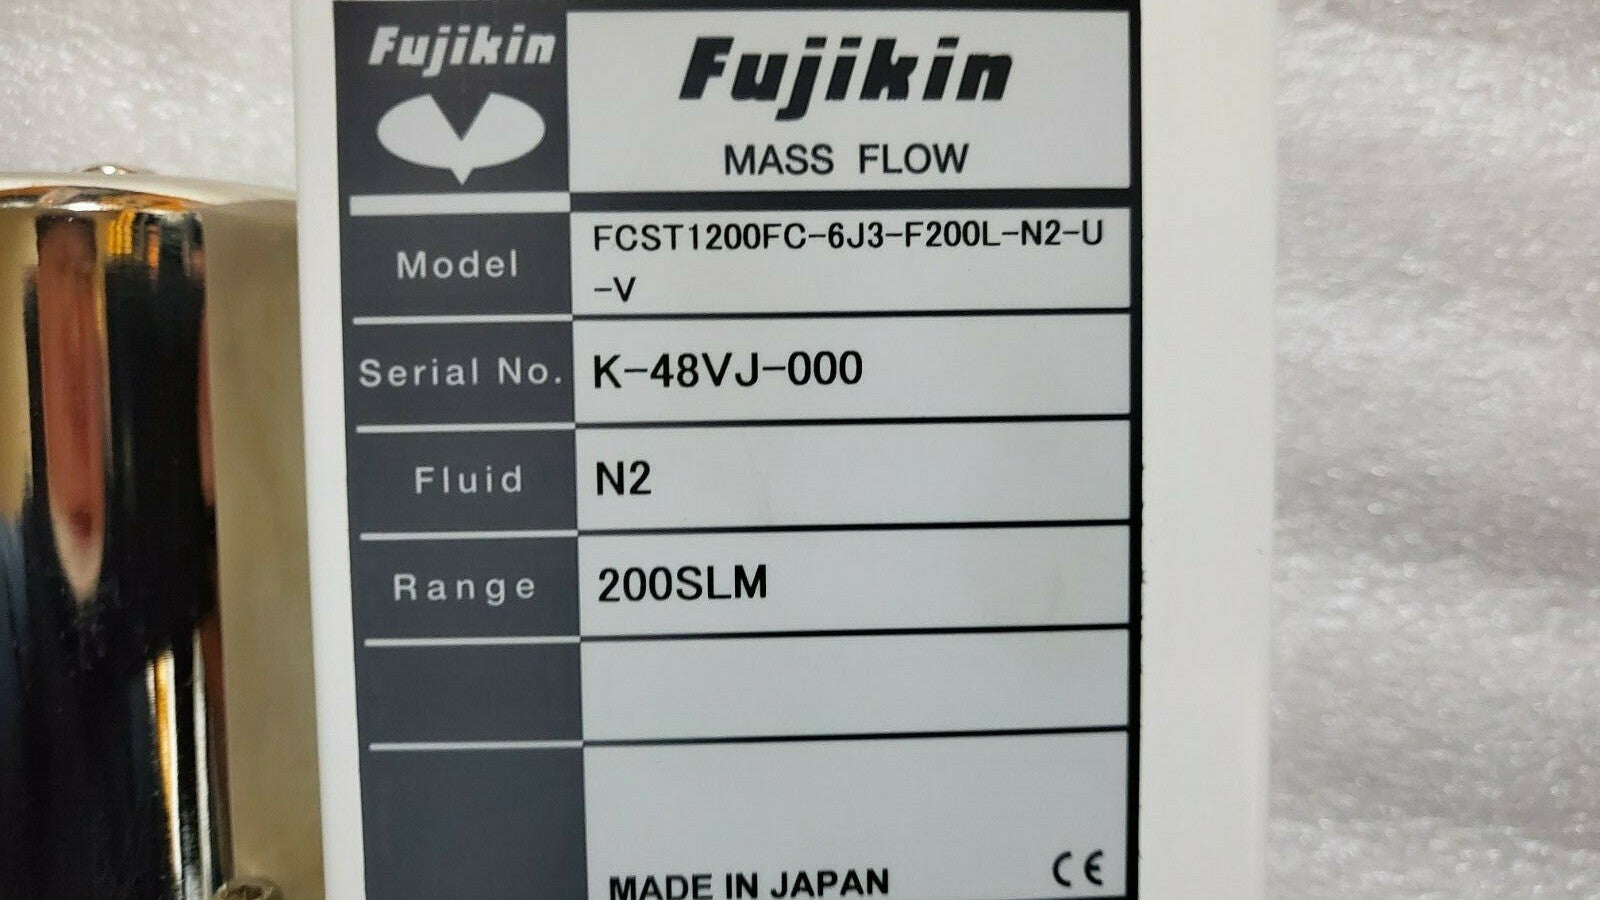 Fujikin
Fujikin
MASS FLOW
Model
FCST1200FC-6J3-F200L-N2-U
-V
Serial No.
K-48VJ-000
Fluid
N2
Range
200SLM
MADE IN JAPAN
CE